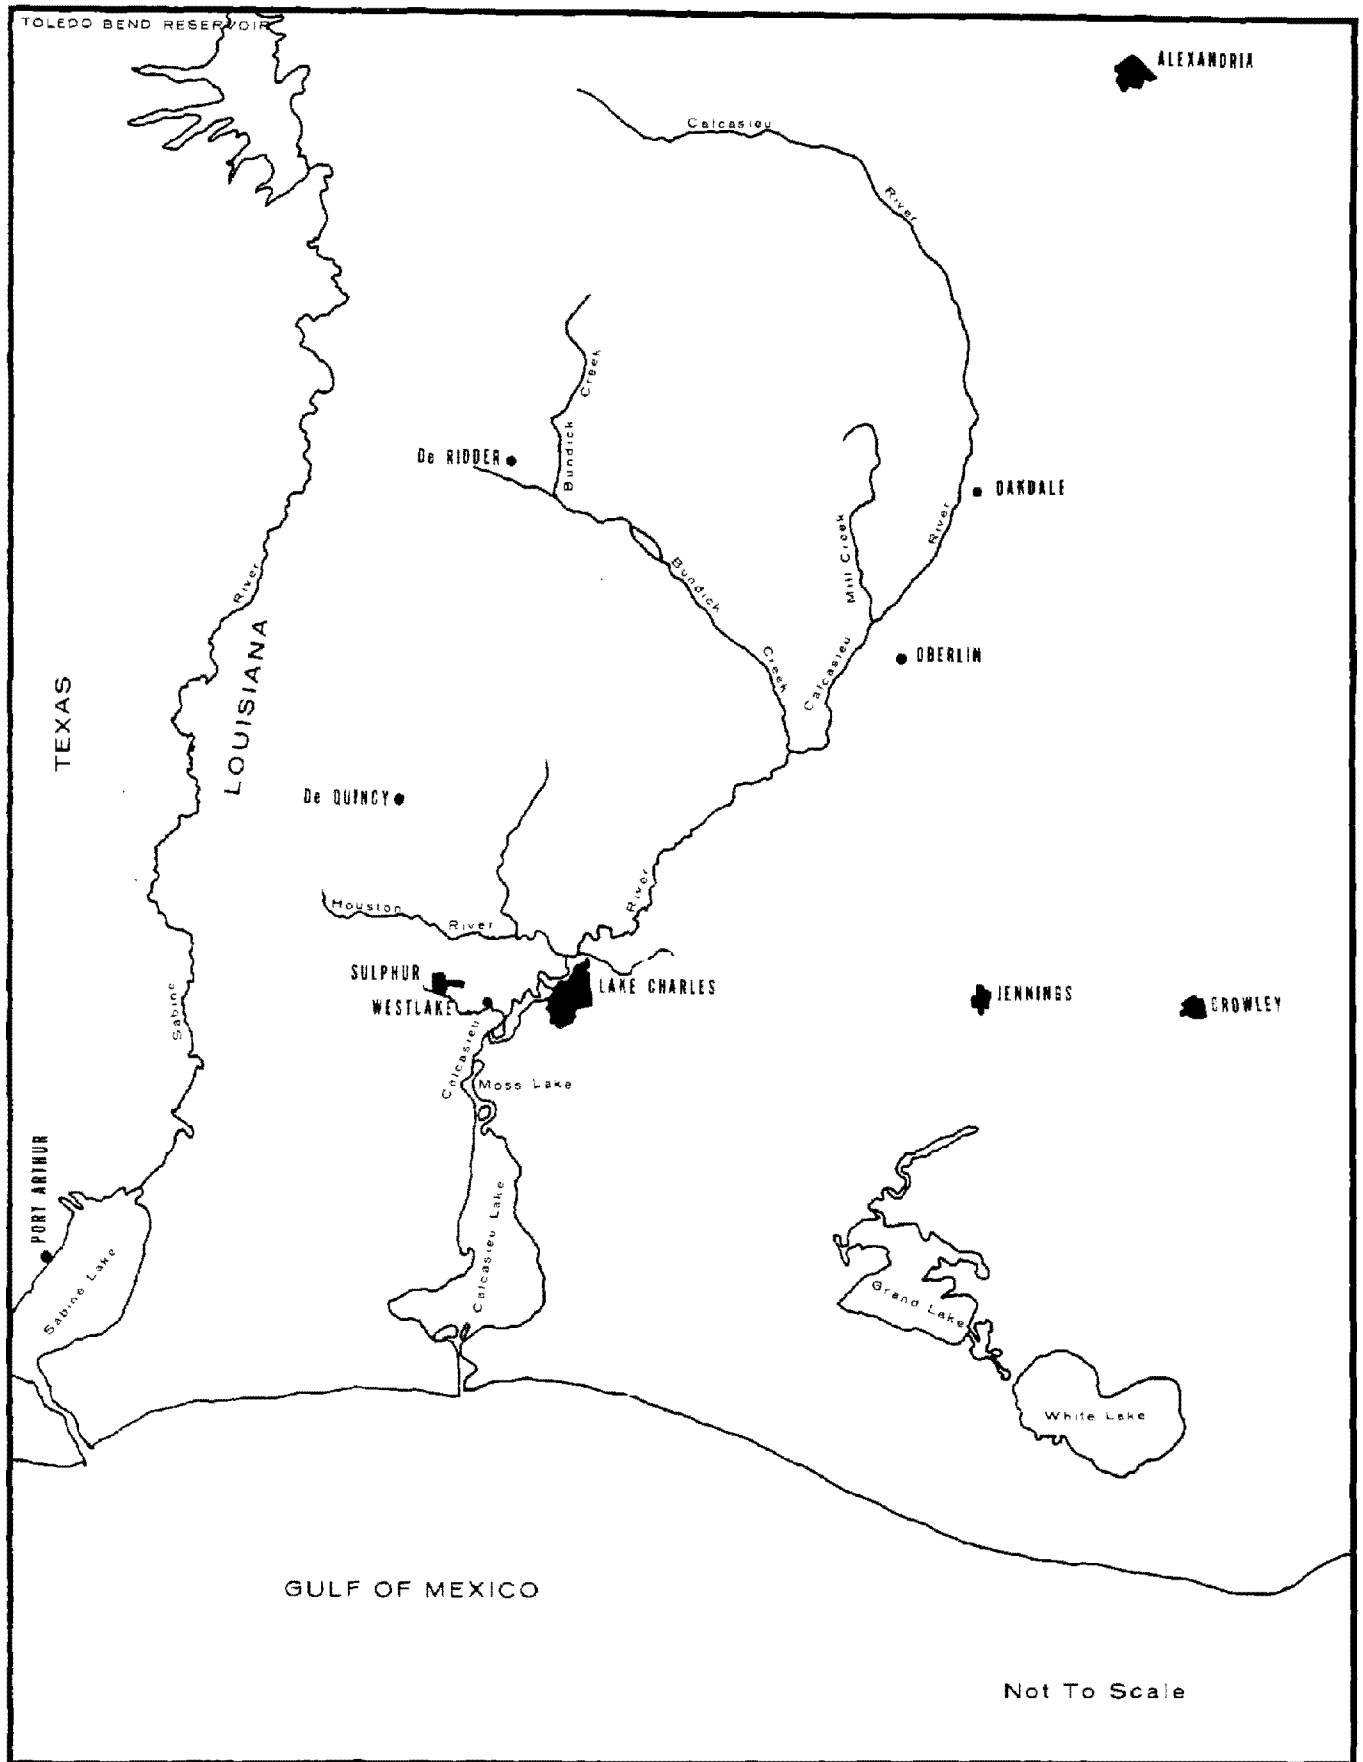 TOLEDO BEND RESERVOIR
ALEXANDRIA
Calcasieu
River
Creek
Bundick
De RIDDER
OAKDALE
River
Mill Creek
Bundick
Creek
Calcasieu
OBERLIN
River
LOUISIANA
TEXAS
De QUINCY
River
Houston
River
SULPHUR
WESTLAKE
LAKE CHARLES
JENNINGS
CROWLEY
Sabine
Calcasieu
Moss Lake
PORT ARTHUR
Sabine Lake
Calcasieu Lake
Grand Lake
White Lake
GULF OF MEXICO
Not To Scale